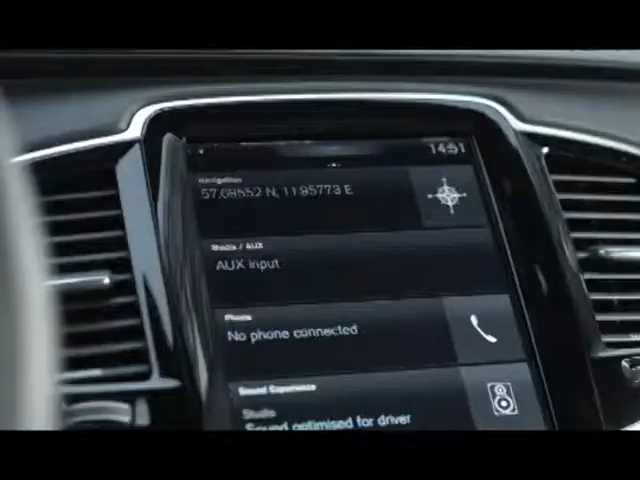 14:51
Navigation
57.69552 N, 11.95773 E
Media / AUX
AUX input
Phone
No phone connected
Sound Experience
Studio
Sound optimised for driver